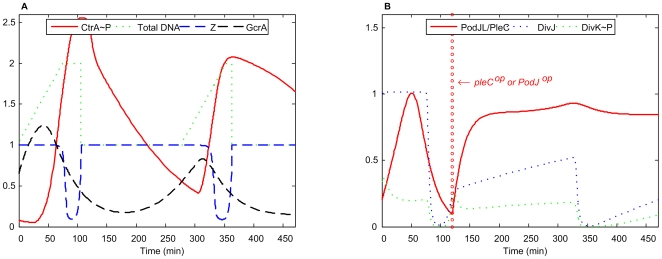 A
CtrA~P Total DNA Z GcrA
2.5
2
1.5
1
0.5
0
0 50 100 150 200 250 300 350 400 450
Time (min)
B
PodJL/PleC DivJ DivK~P
pleC^op or PodJ^op
1.5
1
0.5
0
0 50 100 150 200 250 300 350 400 450
Time (min)